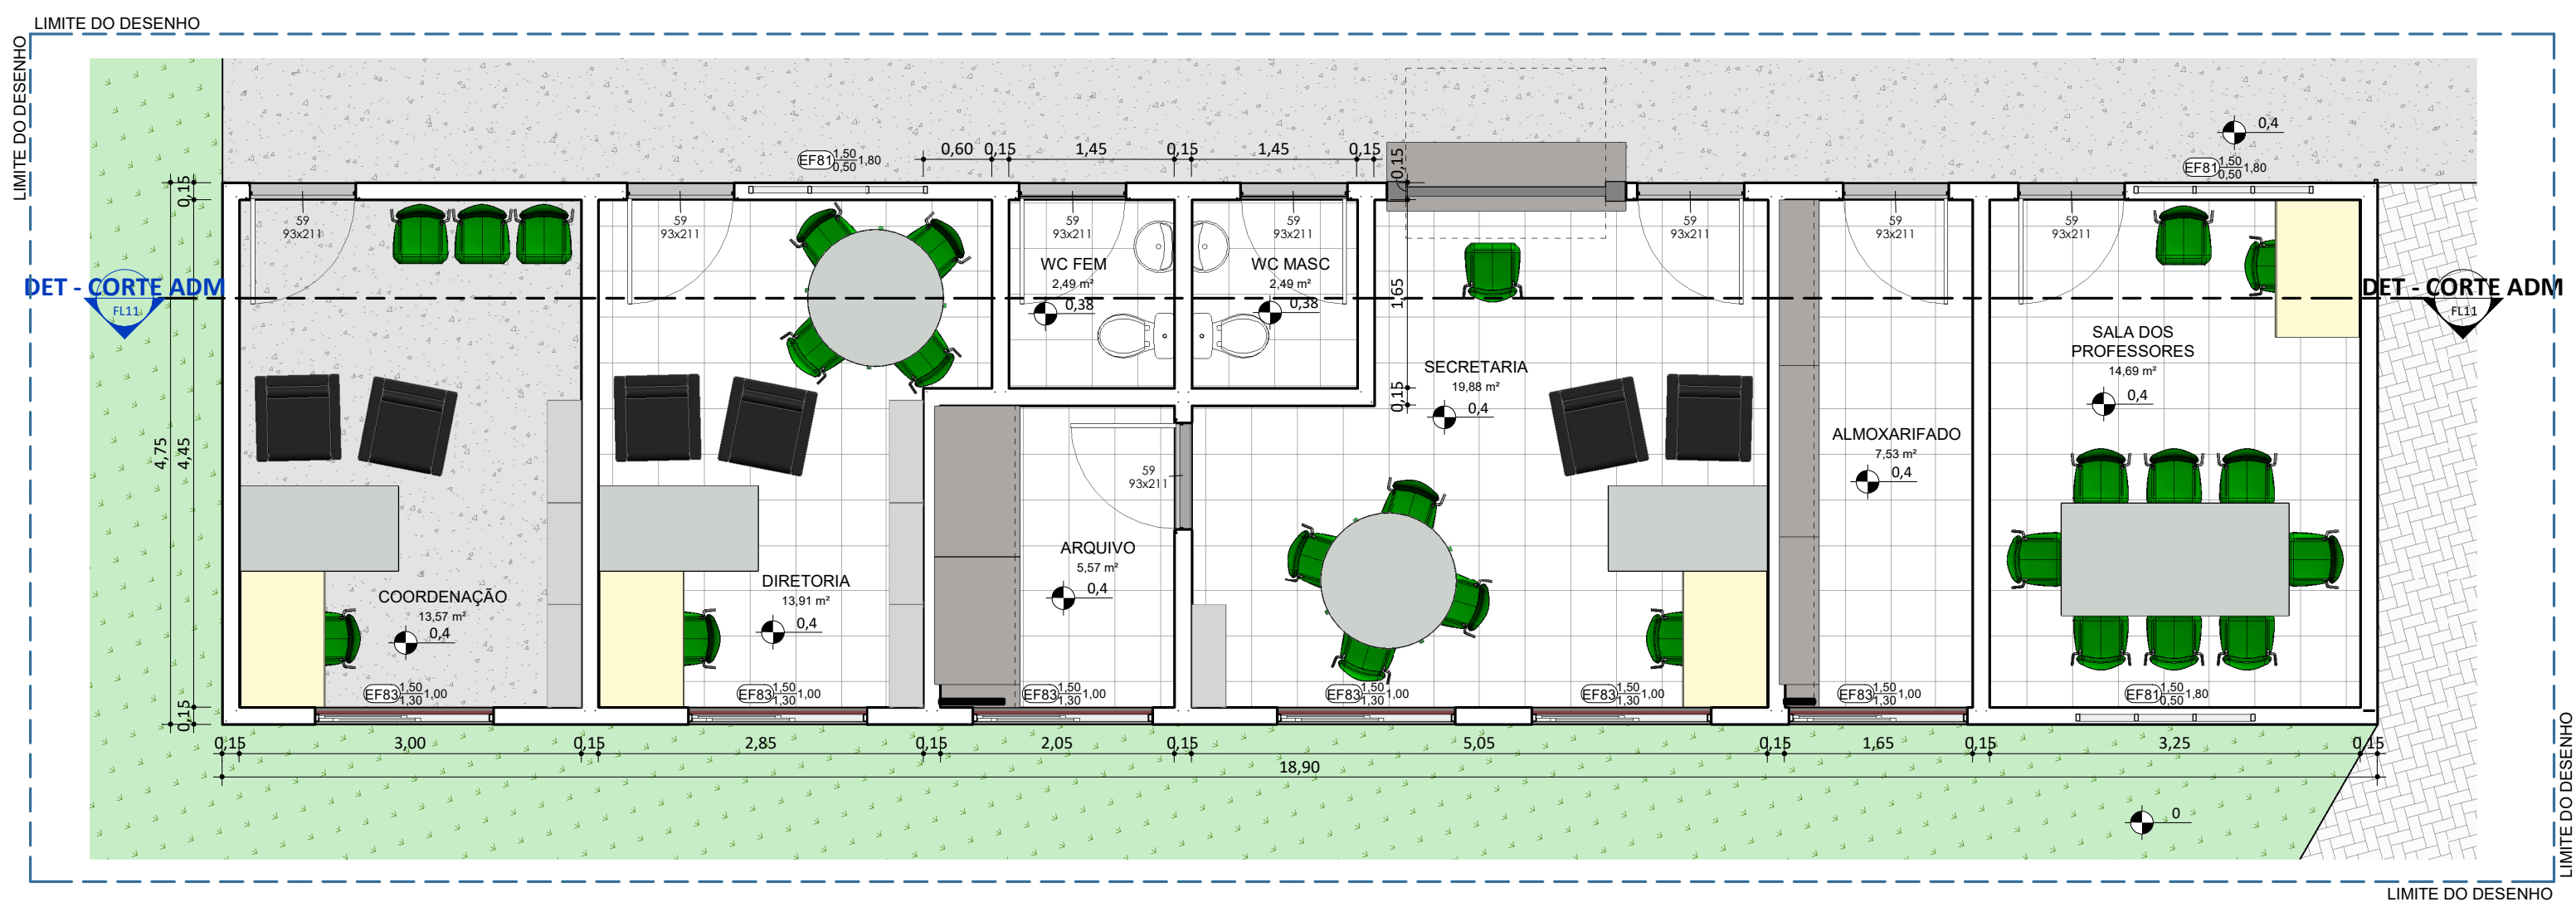 LIMITE DO DESENHO
LIMITE DO DESENHO
0,4
EF81 1,50 1,80
0,50
0,60 0,15 1,45 0,15 1,45 0,15
0,15
EF81 1,50 1,80
0,50
0,15
59
93x211
59
93x211
59
93x211
59
93x211
59
93x211
59
93x211
59
93x211
WC FEM
2,49 m²
0,38
WC MASC
2,49 m²
0,38
DET - CORTE ADM
FL11
DET - CORTE ADM
FL11
1,65
0,15
SECRETARIA
19,88 m²
0,4
SALA DOS
PROFESSORES
14,69 m²
0,4
ALMOXARIFADO
7,53 m²
0,4
4,75
4,45
59
93x211
ARQUIVO
5,57 m²
0,4
DIRETORIA
13,91 m²
0,4
COORDENAÇÃO
13,57 m²
0,4
EF83 1,50 1,00
1,30
EF83 1,50 1,00
1,30
EF83 1,50 1,00
1,30
EF83 1,50 1,00
1,30
EF83 1,50 1,00
1,30
EF83 1,50 1,00
1,30
EF81 1,50 1,80
0,50
0,15
0,15 3,00 0,15 2,85 0,15 2,05 0,15 5,05 0,15 1,65 0,15 3,25 0,15
18,90
0
LIMITE DO DESENHO
LIMITE DO DESENHO